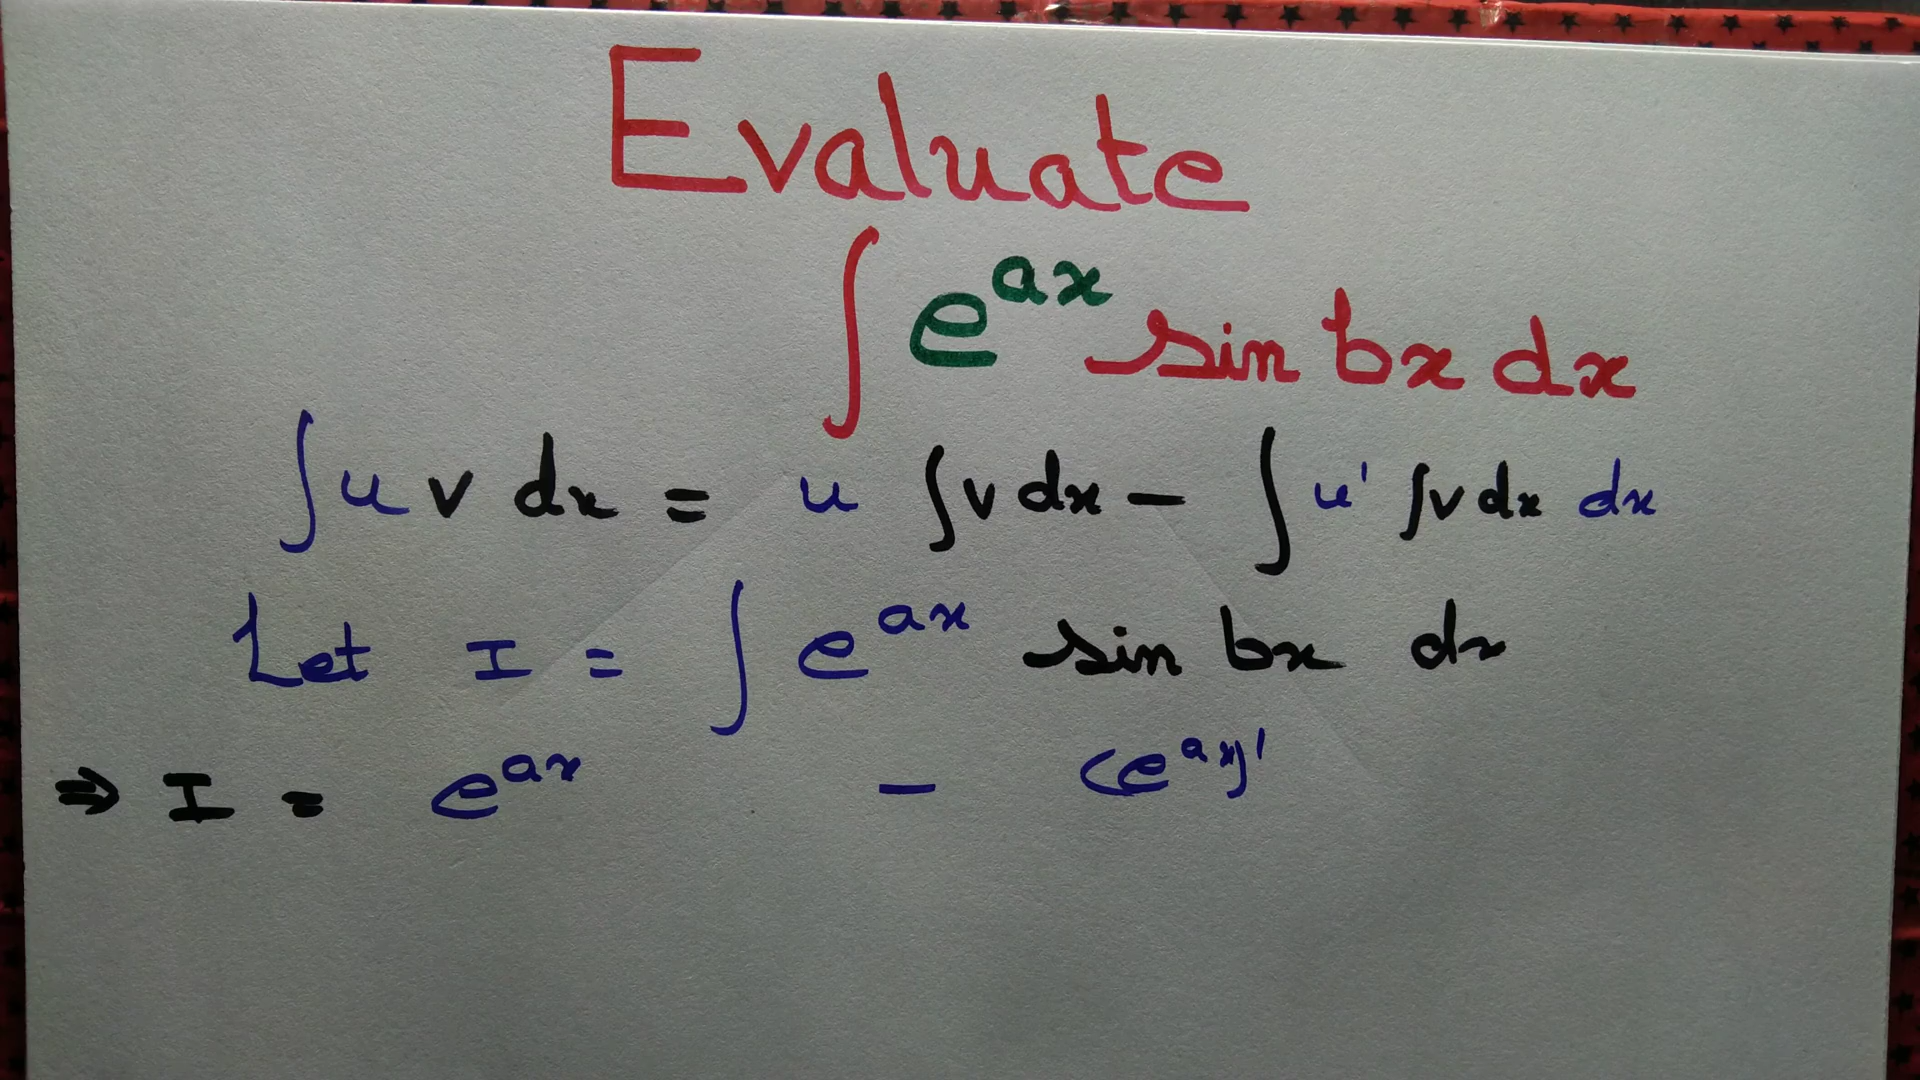 Evaluate
∫ e^{ax} sin bx dx
∫ u v dx = u ∫ v dx - ∫ u' ∫ v dx dx
Let I = ∫ e^{ax} sin bx dx
⇒ I = e^{ax} - (e^{ax})'